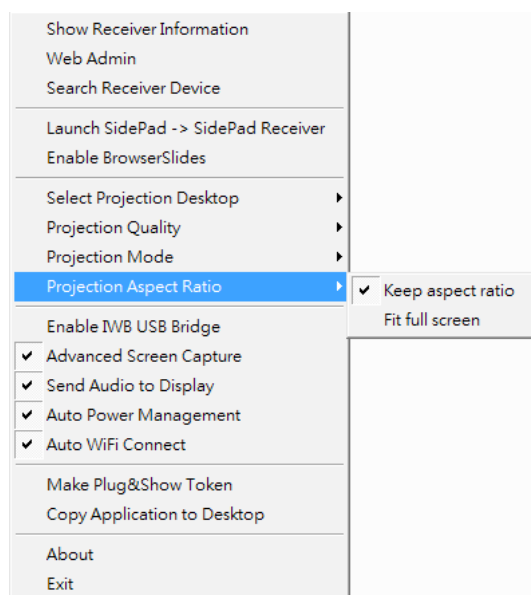 Show Receiver Information
Web Admin
Search Receiver Device
Launch SidePad -> SidePad Receiver
Enable BrowserSlides
Select Projection Desktop
Projection Quality
Projection Mode
Projection Aspect Ratio
Keep aspect ratio
Fit full screen
Enable IWB USB Bridge
Advanced Screen Capture
Send Audio to Display
Auto Power Management
Auto WiFi Connect
Make Plug&Show Token
Copy Application to Desktop
About
Exit